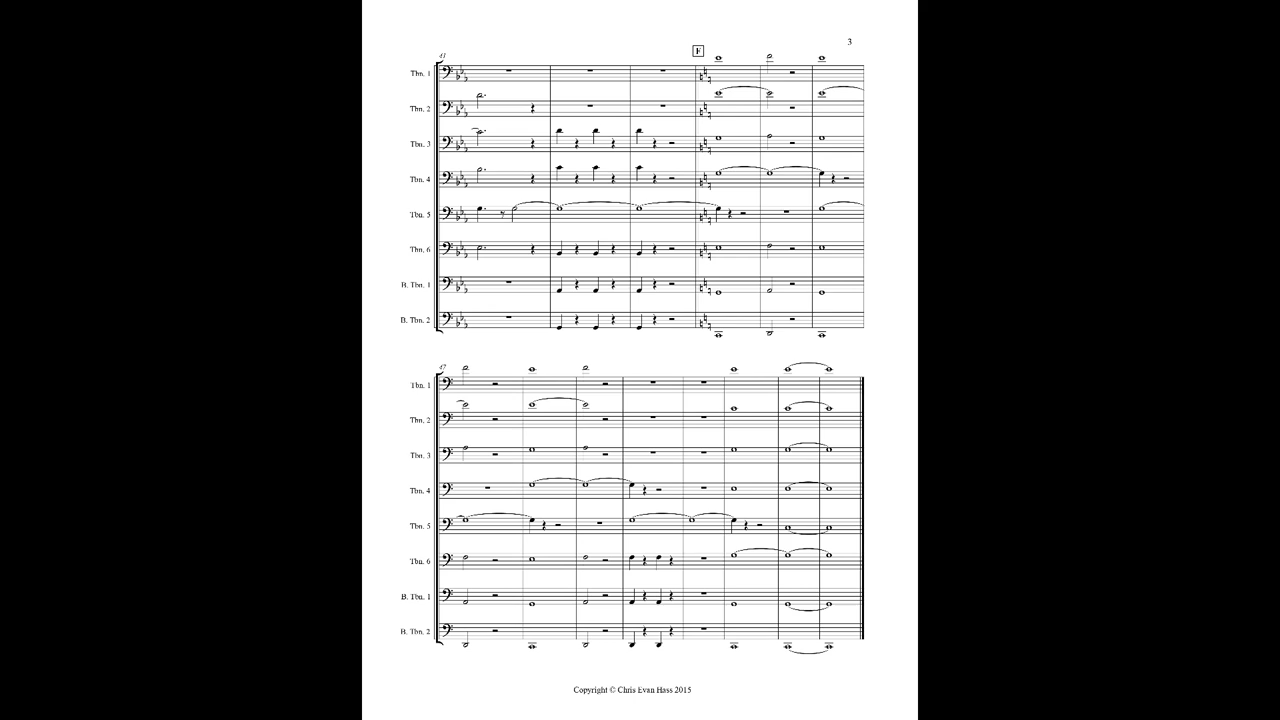 3
41
F
Tbn. 1
Tbn. 2
Tbn. 3
Tbn. 4
Tbn. 5
Tbn. 6
B. Tbn. 1
B. Tbn. 2
47
Tbn. 1
Tbn. 2
Tbn. 3
Tbn. 4
Tbn. 5
Tbn. 6
B. Tbn. 1
B. Tbn. 2
Copyright © Chris Evan Hass 2015